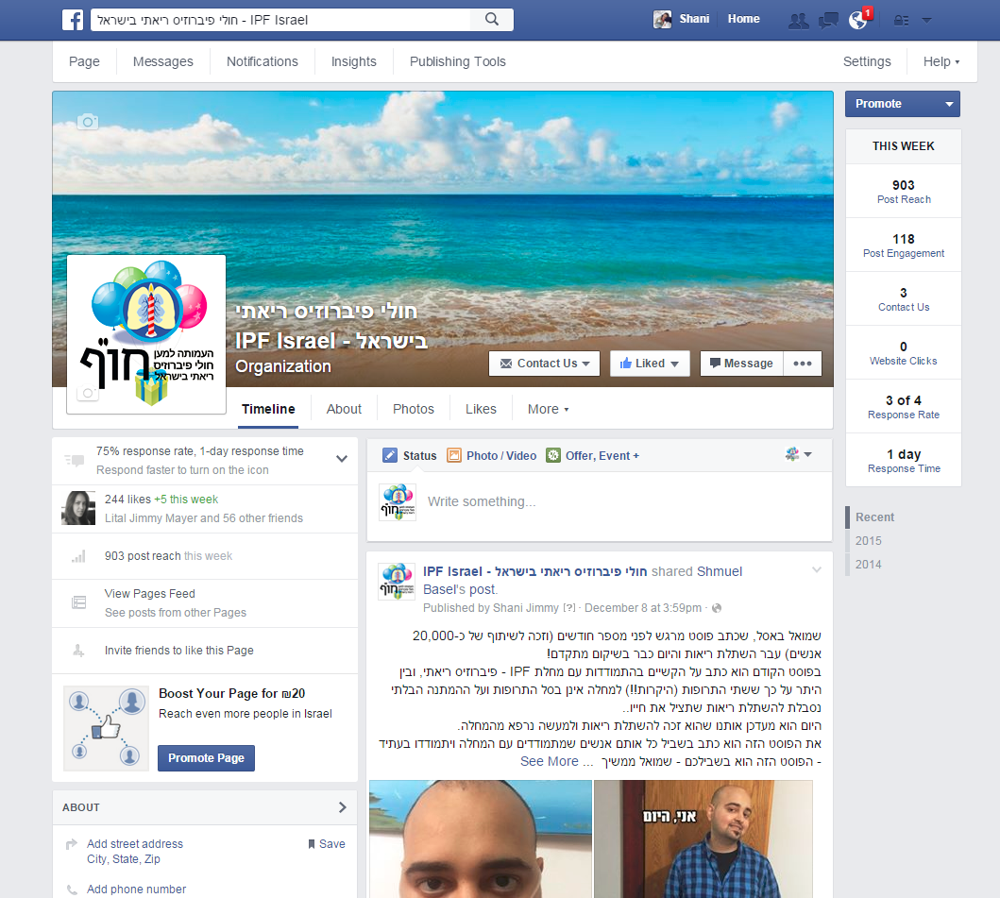 חולי פיברוזיס ריאתי בישראל - IPF Israel
Shani
Home
1
Page
Messages
Notifications
Insights
Publishing Tools
Settings
Help
חולי פיברוזיס ריאתי
בישראל - IPF Israel
Organization
העמותה למען
חולי פיברוזיס
ריאתי בישראל
חוף
Contact Us
Liked
Message
Timeline
About
Photos
Likes
More
Promote
THIS WEEK
903
Post Reach
118
Post Engagement
3
Contact Us
0
Website Clicks
3 of 4
Response Rate
1 day
Response Time
Recent
2015
2014
75% response rate, 1-day response time
Respond faster to turn on the icon
244 likes +5 this week
Lital Jimmy Mayer and 56 other friends
903 post reach this week
View Pages Feed
See posts from other Pages
Invite friends to like this Page
Boost Your Page for ₪20
Reach even more people in Israel
Promote Page
ABOUT
Add street address
City, State, Zip
Save
Add phone number
Status
Photo / Video
Offer, Event +
Write something...
חולי פיברוזיס ריאתי בישראל - IPF Israel shared Shmuel
Basel's post.
Published by Shani Jimmy [?] · December 8 at 3:59pm ·
שמואל באסל, שכתב פוסט מרגש לפני מספר חודשים (וזכה לשיתוף של כ-20,000
אנשים) עבר השתלת ריאות והיום כבר בשיקום מתקדם!
בפוסט הקודם הוא כתב על הקשיים בהתמודדות עם מחלת IPF - פיברוזיס ריאתי, ובין
היתר על כך ששתי התרופות (היקרות!!) למחלה אינן בסל התרופות ועל ההמתנה הבלתי
נסבלת להשתלת ריאות שתציל את חייו..
היום הוא מעדכן אותנו שהוא זכה להשתלת ריאות ולמעשה נרפא מהמחלה.
את הפוסט הזה הוא כתב בשביל כל אותם אנשים שמתמודדים עם המחלה ויתמודדו בעתיד
- הפוסט הזה הוא בשבילכם - שמואל ממשיך ... See More
אני, היום